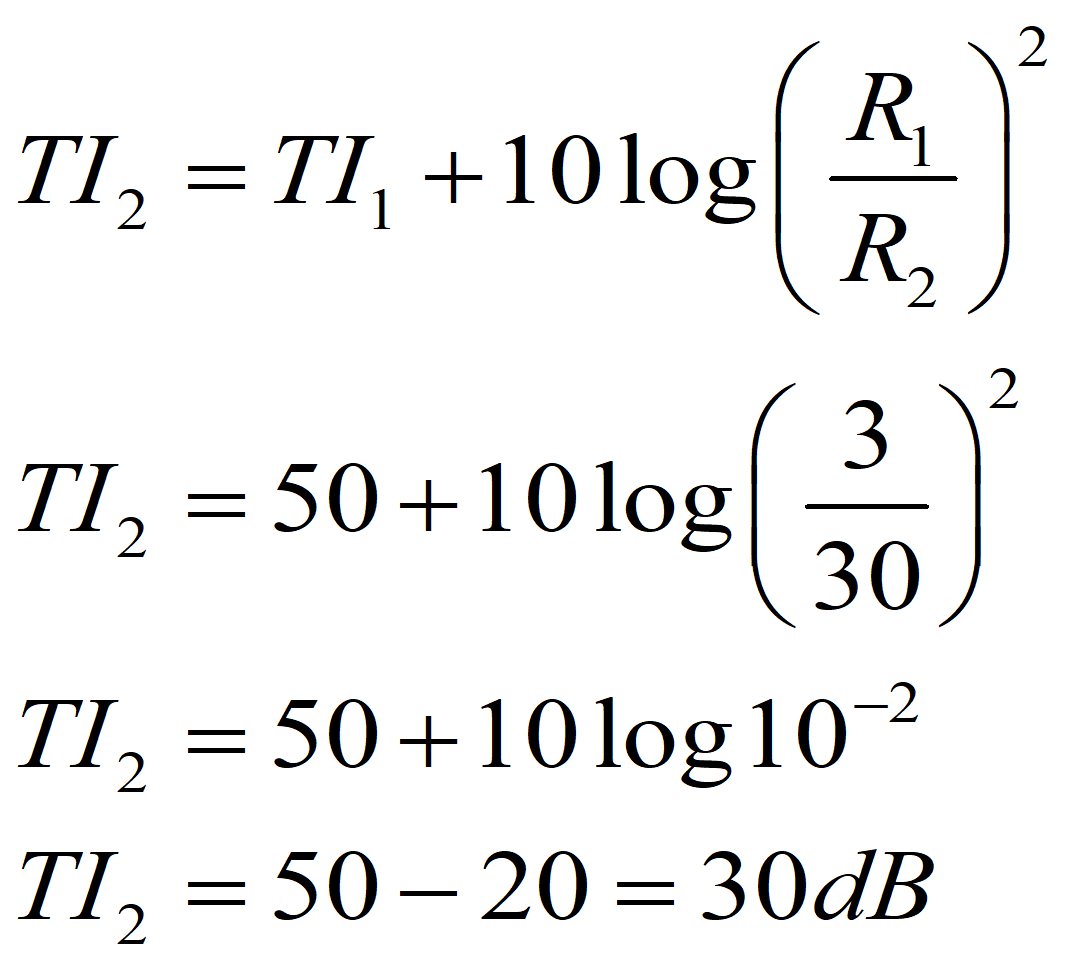 TI₂ = TI₁ + 10 log (R₁/R₂)²
TI₂ = 50 + 10 log (3/30)²
TI₂ = 50 + 10 log 10⁻²
TI₂ = 50 − 20 = 30dB